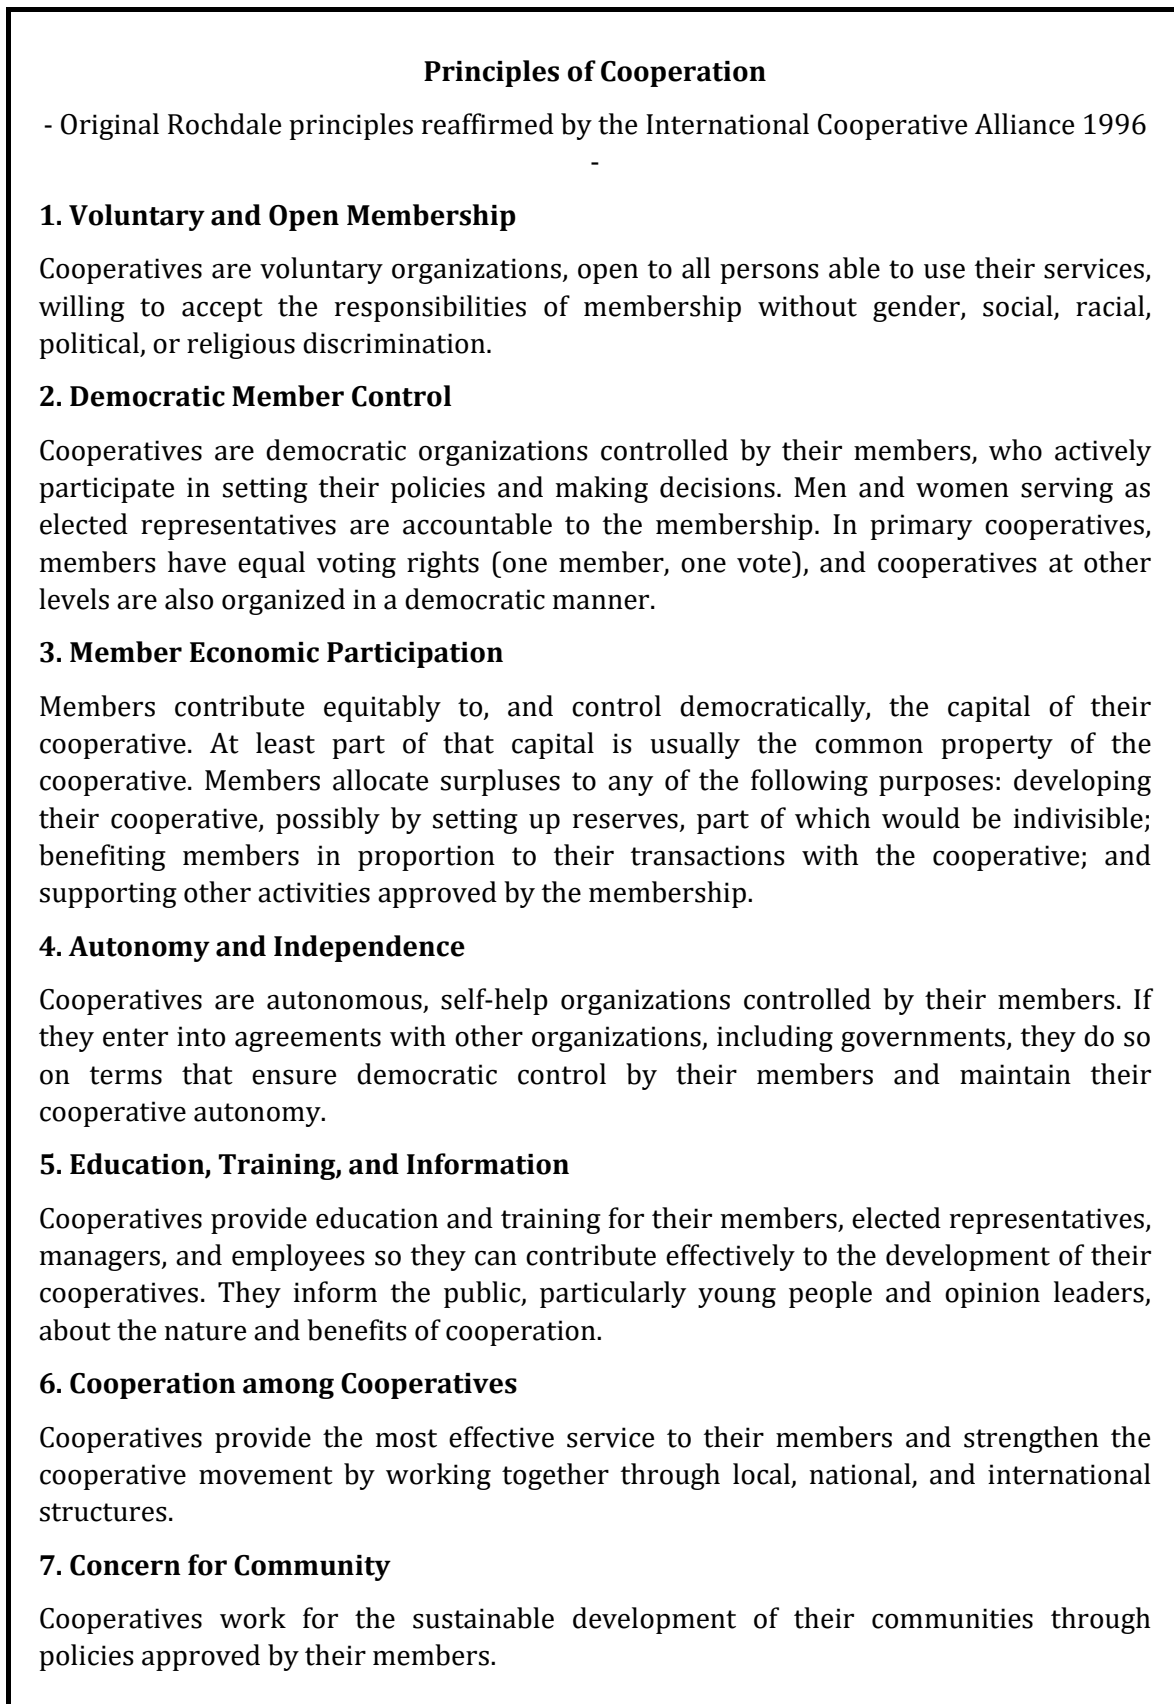 Principles of Cooperation
- Original Rochdale principles reaffirmed by the International Cooperative Alliance 1996
-
1. Voluntary and Open Membership
Cooperatives are voluntary organizations, open to all persons able to use their services,
willing to accept the responsibilities of membership without gender, social, racial,
political, or religious discrimination.
2. Democratic Member Control
Cooperatives are democratic organizations controlled by their members, who actively
participate in setting their policies and making decisions. Men and women serving as
elected representatives are accountable to the membership. In primary cooperatives,
members have equal voting rights (one member, one vote), and cooperatives at other
levels are also organized in a democratic manner.
3. Member Economic Participation
Members contribute equitably to, and control democratically, the capital of their
cooperative. At least part of that capital is usually the common property of the
cooperative. Members allocate surpluses to any of the following purposes: developing
their cooperative, possibly by setting up reserves, part of which would be indivisible;
benefiting members in proportion to their transactions with the cooperative; and
supporting other activities approved by the membership.
4. Autonomy and Independence
Cooperatives are autonomous, self-help organizations controlled by their members. If
they enter into agreements with other organizations, including governments, they do so
on terms that ensure democratic control by their members and maintain their
cooperative autonomy.
5. Education, Training, and Information
Cooperatives provide education and training for their members, elected representatives,
managers, and employees so they can contribute effectively to the development of their
cooperatives. They inform the public, particularly young people and opinion leaders,
about the nature and benefits of cooperation.
6. Cooperation among Cooperatives
Cooperatives provide the most effective service to their members and strengthen the
cooperative movement by working together through local, national, and international
structures.
7. Concern for Community
Cooperatives work for the sustainable development of their communities through
policies approved by their members.